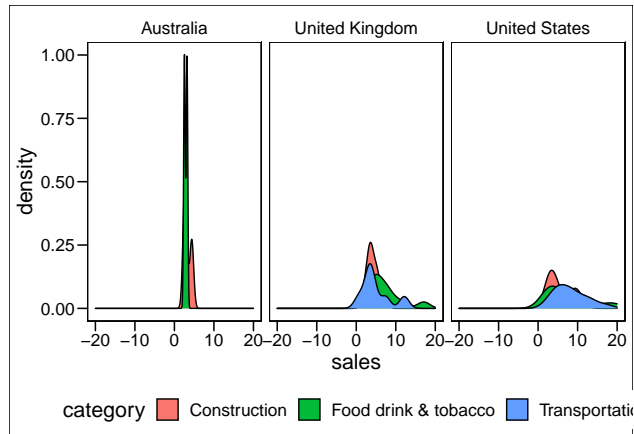 Australia United Kingdom United States
1.00
0.75
0.50
0.25
0.00
density
−20 −10 0 10 20 −20 −10 0 10 20 −20 −10 0 10 20
sales
category Construction Food drink & tobacco Transportatio